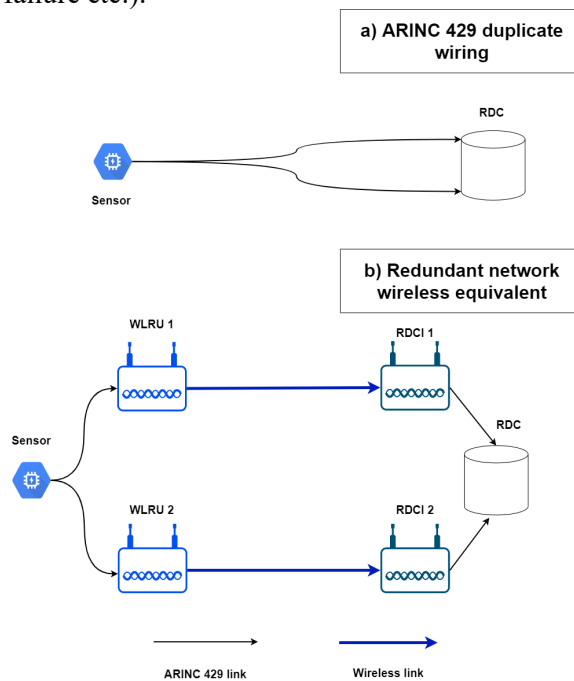 failure etc.).
a) ARINC 429 duplicate
wiring
RDC
Sensor
b) Redundant network
wireless equivalent
WLRU 1
RDCI 1
Sensor
RDC
WLRU 2
RDCI 2
ARINC 429 link
Wireless link